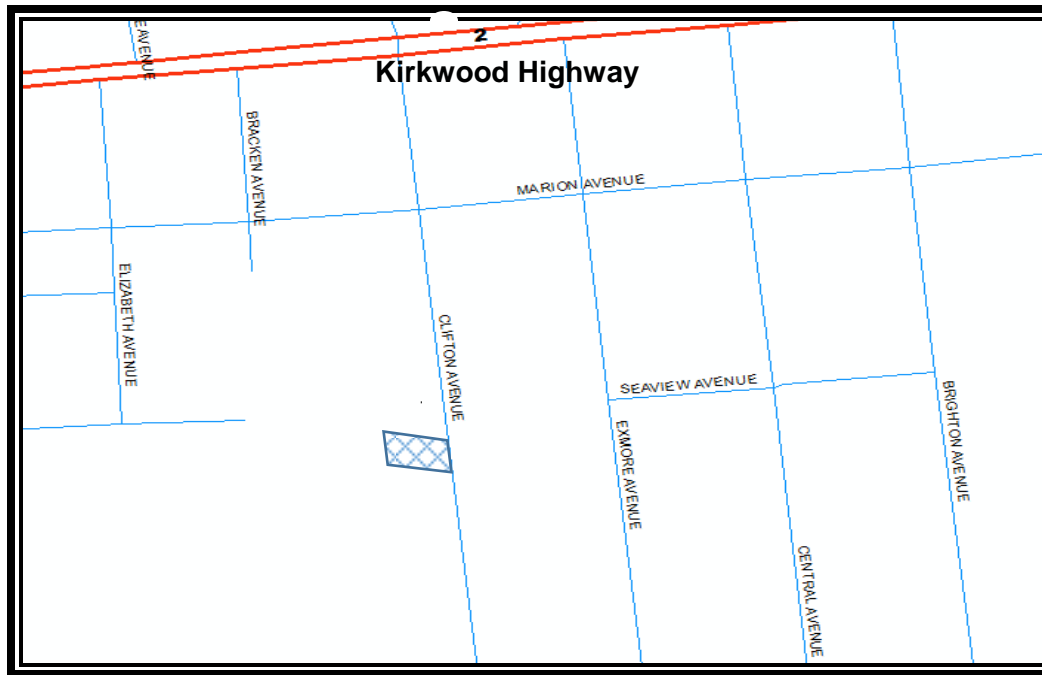 E AVENUE
2
Kirkwood Highway
BRACKEN AVENUE
MARION AVENUE
ELIZABETH AVENUE
CLIFTON AVENUE
SEAVIEW AVENUE
EXMORE AVENUE
BRIGHTON AVENUE
CENTRAL AVENUE